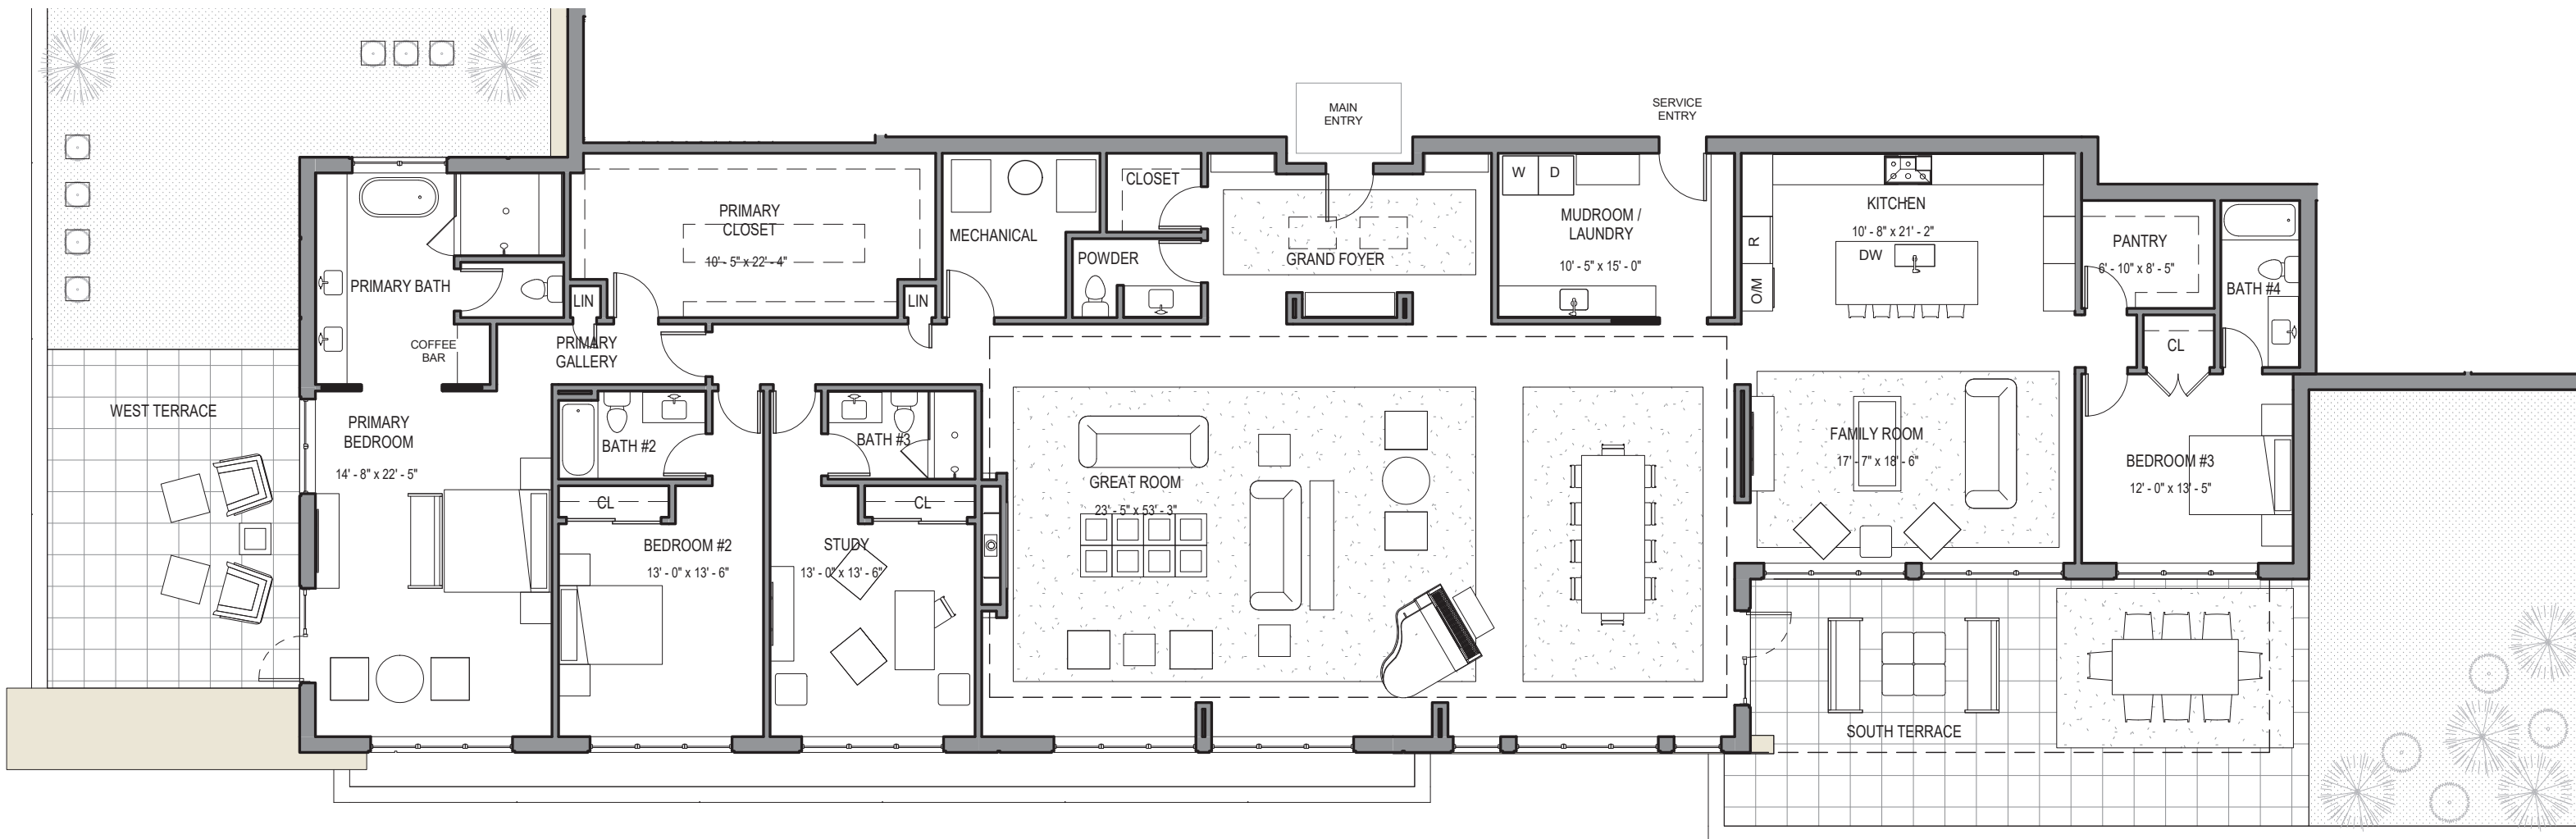 MAIN
ENTRY
SERVICE
ENTRY
CLOSET
W
D
PRIMARY
CLOSET
10' - 5" x 22' - 4"
MECHANICAL
MUDROOM /
LAUNDRY
10' - 5" x 15' - 0"
KITCHEN
10' - 8" x 21' - 2"
R
DW
O/M
PANTRY
6' - 10" x 8' - 5"
POWDER
GRAND FOYER
PRIMARY BATH
LIN
LIN
BATH #4
COFFEE
BAR
PRIMARY
GALLERY
CL
WEST TERRACE
PRIMARY
BEDROOM
14' - 8" x 22' - 5"
BATH #2
BATH #3
FAMILY ROOM
17' - 7" x 18' - 6"
BEDROOM #3
12' - 0" x 13' - 5"
GREAT ROOM
23' - 5" x 53' - 3"
CL
CL
BEDROOM #2
13' - 0" x 13' - 6"
STUDY
13' - 0" x 13' - 6"
SOUTH TERRACE